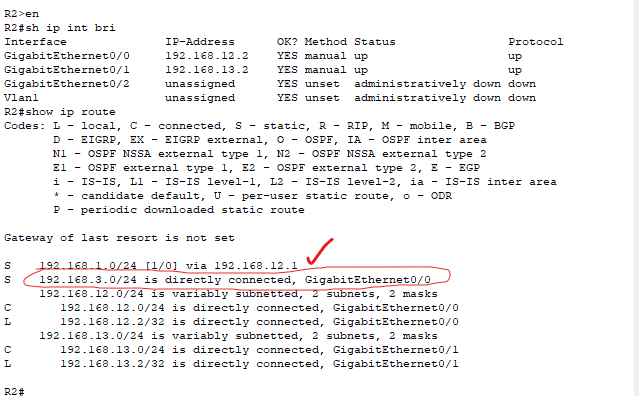 R2>en
R2#sh ip int bri
Interface IP-Address OK? Method Status Protocol
GigabitEthernet0/0 192.168.12.2 YES manual up up
GigabitEthernet0/1 192.168.13.2 YES manual up up
GigabitEthernet0/2 unassigned YES unset administratively down down
Vlan1 unassigned YES unset administratively down down
R2#show ip route
Codes: L - local, C - connected, S - static, R - RIP, M - mobile, B - BGP
D - EIGRP, EX - EIGRP external, O - OSPF, IA - OSPF inter area
N1 - OSPF NSSA external type 1, N2 - OSPF NSSA external type 2
E1 - OSPF external type 1, E2 - OSPF external type 2, E - EGP
i - IS-IS, L1 - IS-IS level-1, L2 - IS-IS level-2, ia - IS-IS inter area
* - candidate default, U - per-user static route, o - ODR
P - periodic downloaded static route
Gateway of last resort is not set
S 192.168.1.0/24 [1/0] via 192.168.12.1
S 192.168.3.0/24 is directly connected, GigabitEthernet0/0
192.168.12.0/24 is variably subnetted, 2 subnets, 2 masks
C 192.168.12.0/24 is directly connected, GigabitEthernet0/0
L 192.168.12.2/32 is directly connected, GigabitEthernet0/0
192.168.13.0/24 is variably subnetted, 2 subnets, 2 masks
C 192.168.13.0/24 is directly connected, GigabitEthernet0/1
L 192.168.13.2/32 is directly connected, GigabitEthernet0/1
R2#